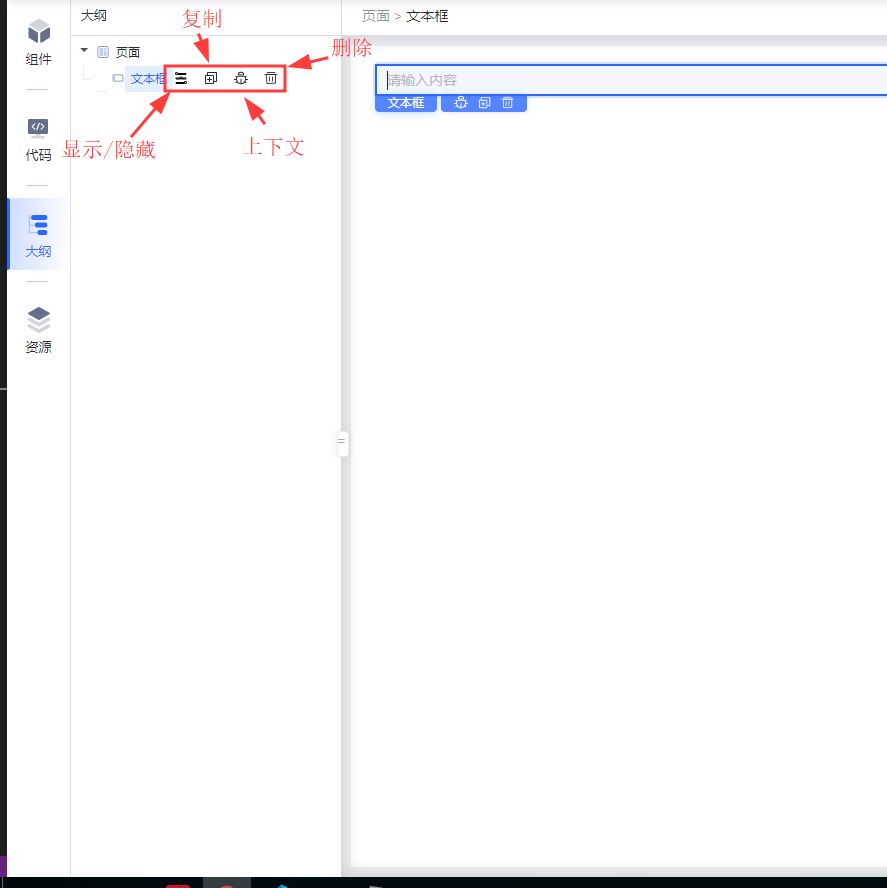 大纲
复制
页面 > 文本框
组件
页面
删除
文本框
请输入内容
文本框
显示/隐藏
上下文
代码
大纲
资源